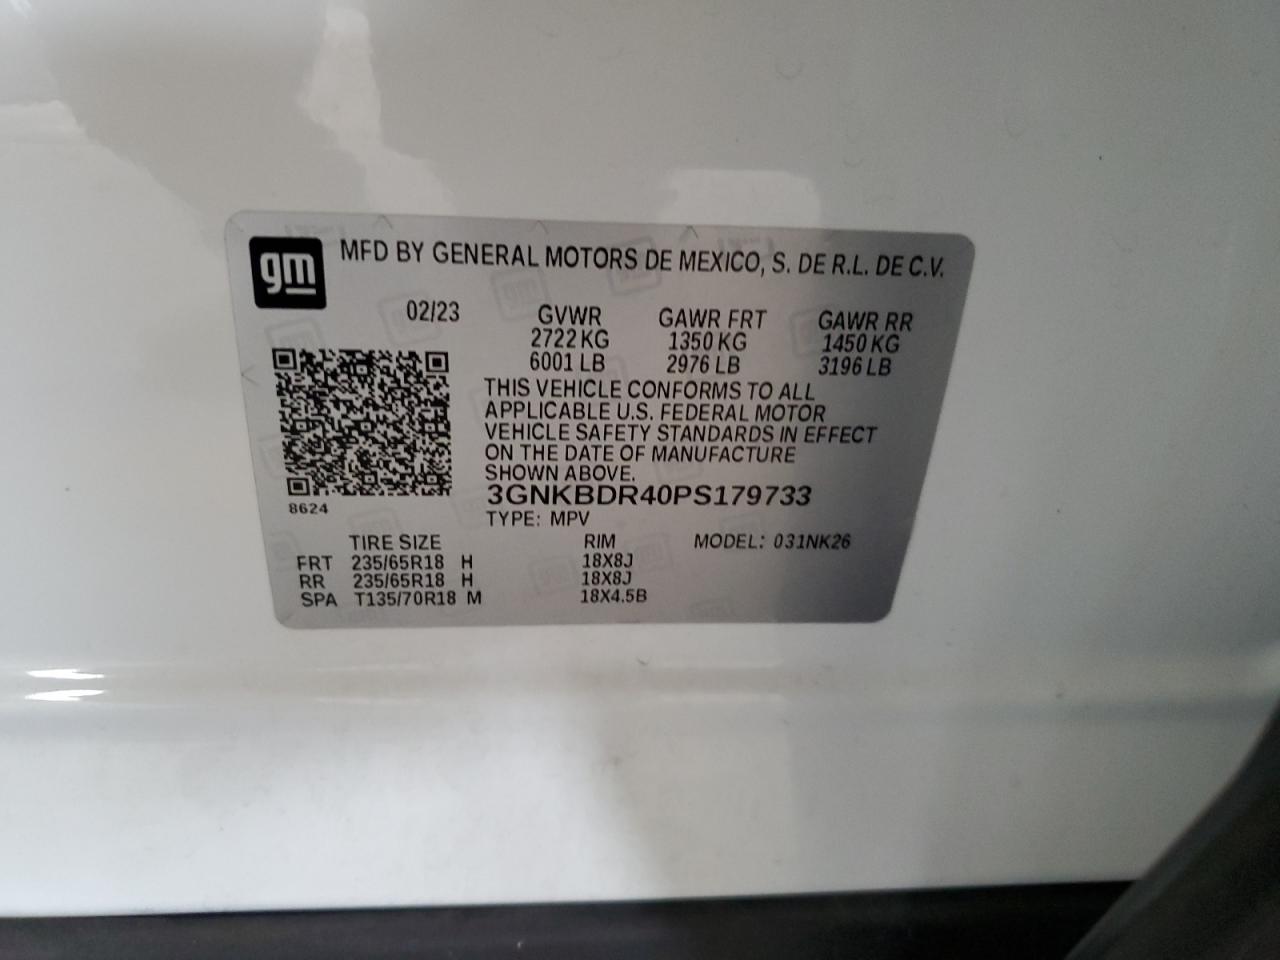 gm
MFD BY GENERAL MOTORS DE MEXICO, S. DE R.L. DE C.V.
02/23 GVWR GAWR FRT GAWR RR
2722 KG 1350 KG 1450 KG
6001 LB 2976 LB 3196 LB
THIS VEHICLE CONFORMS TO ALL
APPLICABLE U.S. FEDERAL MOTOR
VEHICLE SAFETY STANDARDS IN EFFECT
ON THE DATE OF MANUFACTURE
SHOWN ABOVE.
3GNKBDR40PS179733
8624
TYPE: MPV
TIRE SIZE RIM MODEL: 031NK26
FRT 235/65R18 H 18X8J
RR 235/65R18 H 18X8J
SPA T135/70R18 M 18X4.5B